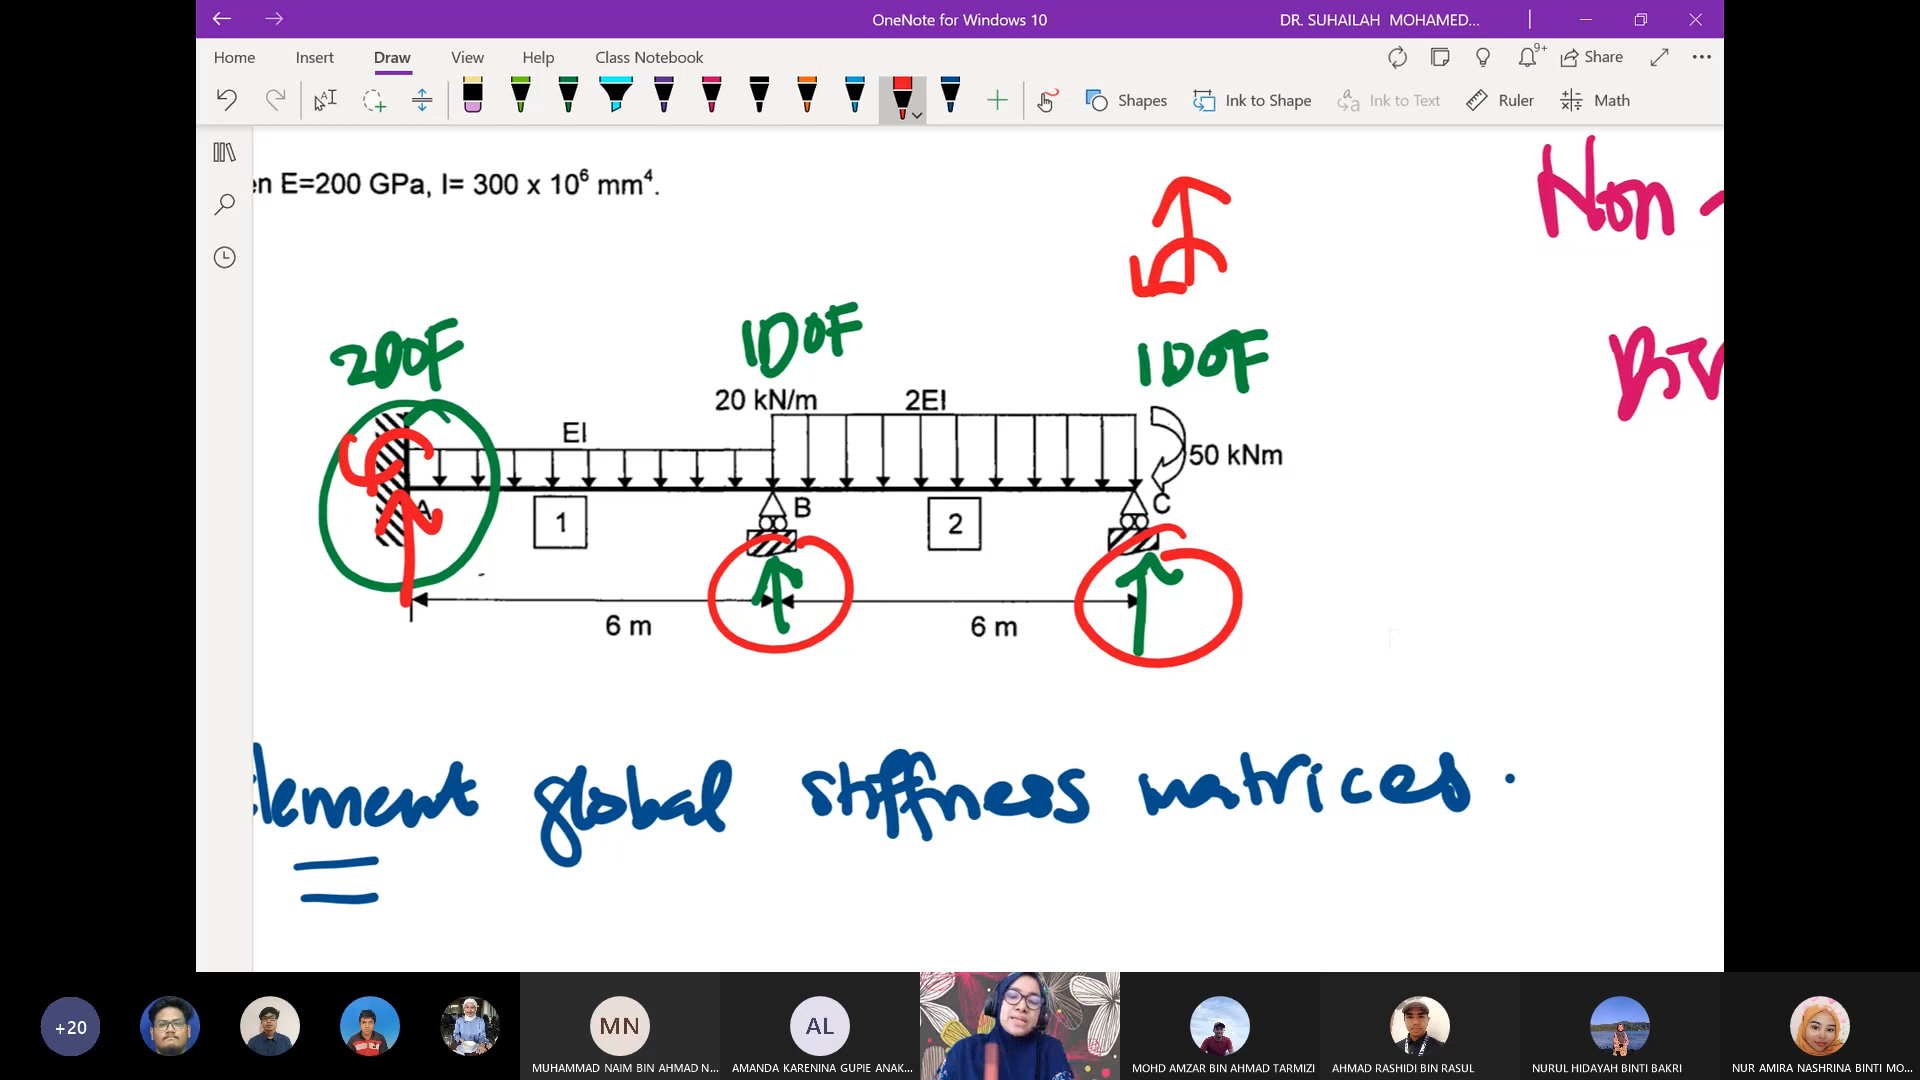 OneNote for Windows 10
DR. SUHAILAH MOHAMED...
Home Insert Draw View Help Class Notebook
9+ Share
Shapes Ink to Shape Ink to Text Ruler Math
en E=200 GPa, I= 300 x 10⁶ mm⁴.
Non -
2DOF
1DOF
1DOF
20 kN/m
2EI
EI
50 kNm
A
B
C
1
2
6 m
6 m
Element global stiffness matrices.
+20
MN
AL
MUHAMMAD NAIM BIN AHMAD N...
AMANDA KARENINA GUPIE ANAK...
MOHD AMZAR BIN AHMAD TARMIZI
AHMAD RASHIDI BIN RASUL
NURUL HIDAYAH BINTI BAKRI
NUR AMIRA NASHRINA BINTI MO...